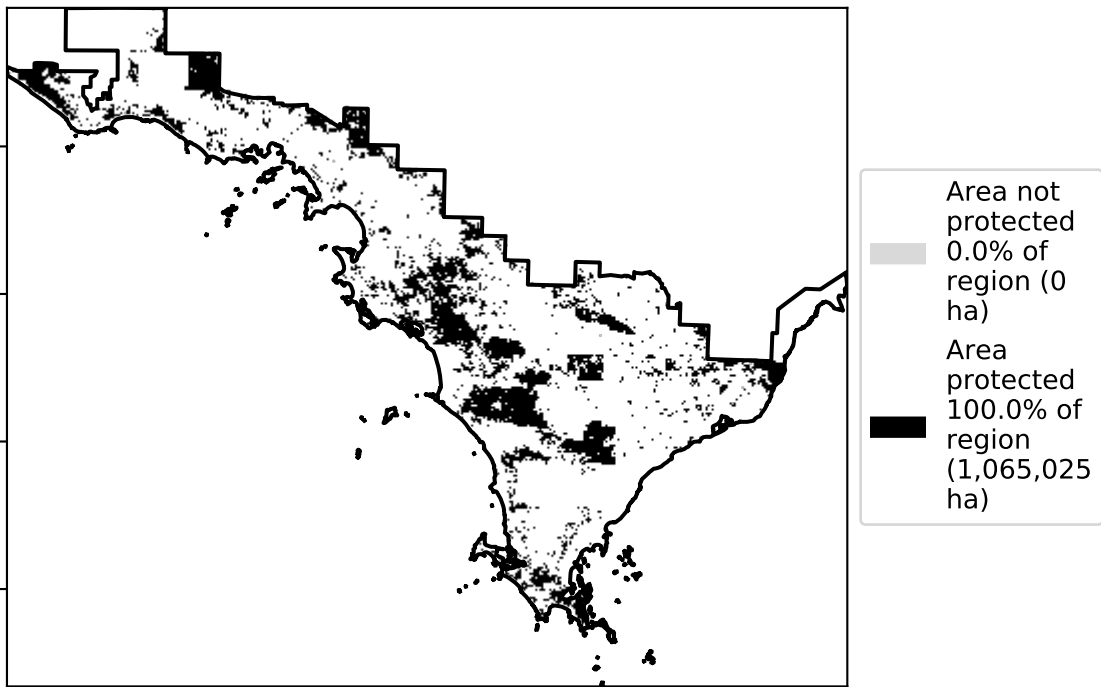 Area not
protected
0.0% of
region (0
ha)
Area
protected
100.0% of
region
(1,065,025
ha)